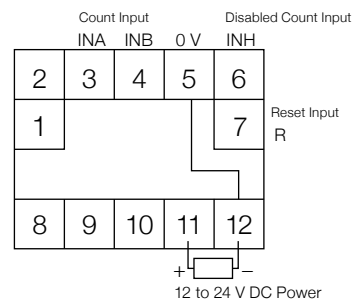 Count Input Disabled Count Input
INA INB 0 V INH
2 3 4 5 6
1 7 Reset Input
R
8 9 10 11 12
+ −
12 to 24 V DC Power